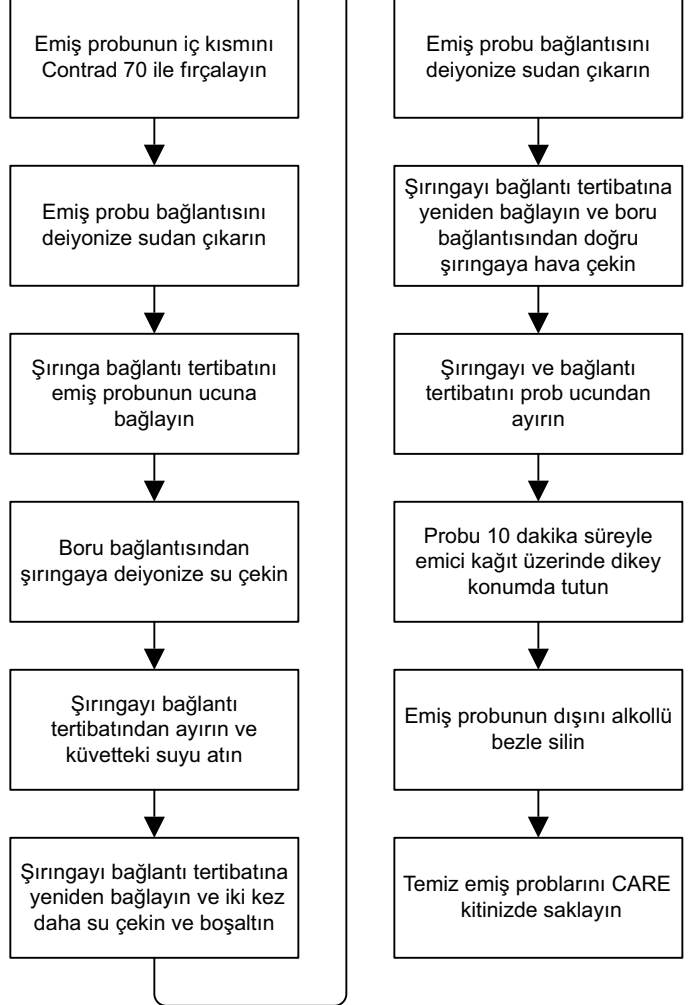 Emiş probunun iç kısmını
Contrad 70 ile fırçalayın
Emiş probu bağlantısını
deiyonize sudan çıkarın
Şırınga bağlantı tertibatını
emiş probunun ucuna
bağlayın
Boru bağlantısından
şırıngaya deiyonize su çekin
Şırıngayı bağlantı
tertibatından ayırın ve
küvetteki suyu atın
Şırıngayı bağlantı tertibatına
yeniden bağlayın ve iki kez
daha su çekin ve boşaltın
Emiş probu bağlantısını
deiyonize sudan çıkarın
Şırıngayı bağlantı tertibatına
yeniden bağlayın ve boru
bağlantısından doğru
şırıngaya hava çekin
Şırıngayı ve bağlantı
tertibatını prob ucundan
ayırın
Probu 10 dakika süreyle
emici kağıt üzerinde dikey
konumda tutun
Emiş probunun dışını alkollü
bezle silin
Temiz emiş problarını CARE
kitinizde saklayın